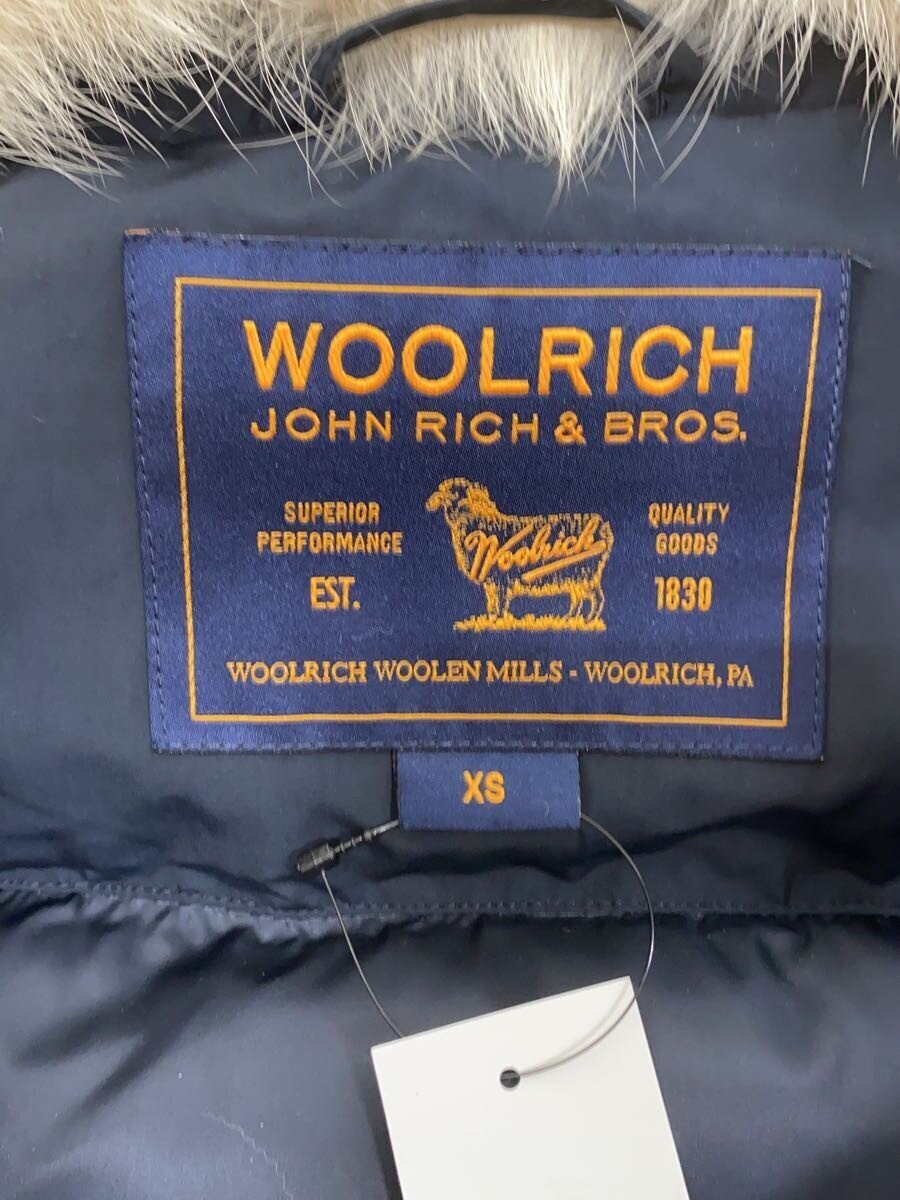 WOOLRICH
JOHN RICH & BROS.
SUPERIOR
PERFORMANCE
EST.
Woolrich
QUALITY
GOODS
1830
WOOLRICH WOOLEN MILLS - WOOLRICH, PA
XS